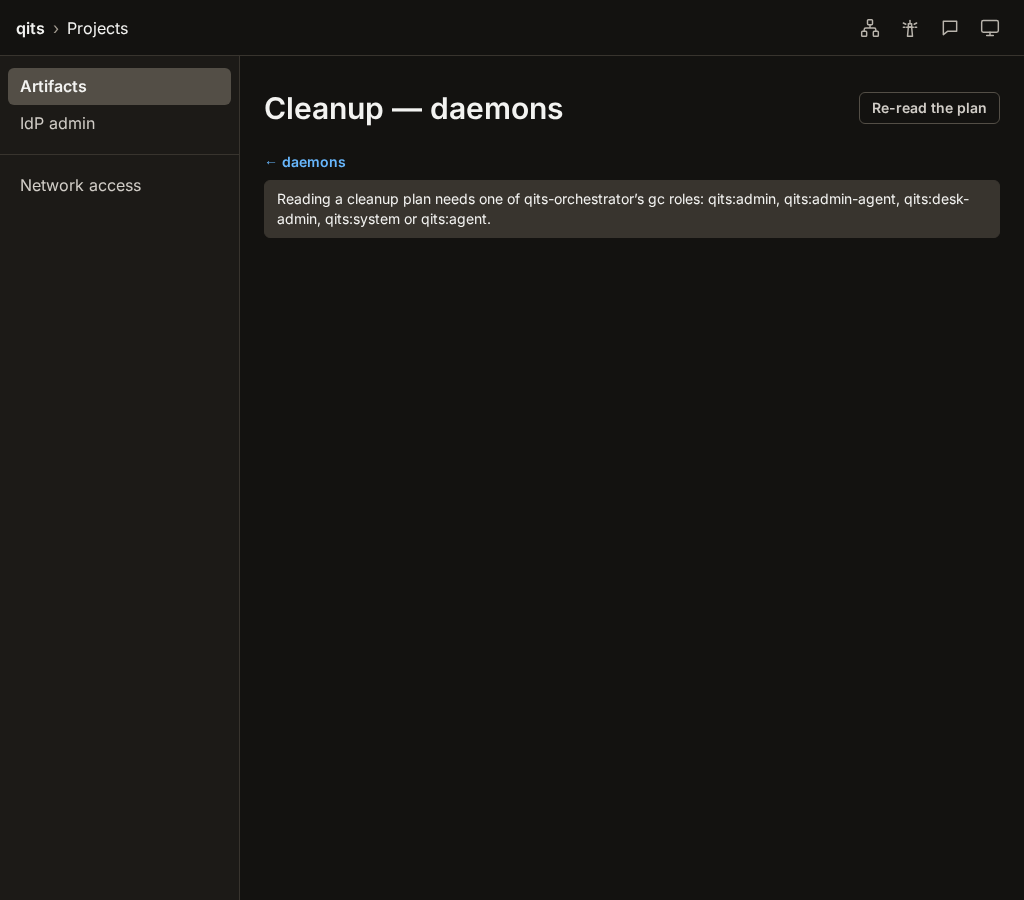 qits › Projects
Artifacts
IdP admin
Network access
Cleanup — daemons
Re-read the plan
← daemons
Reading a cleanup plan needs one of qits-orchestrator’s gc roles: qits:admin, qits:admin-agent, qits:desk-
admin, qits:system or qits:agent.